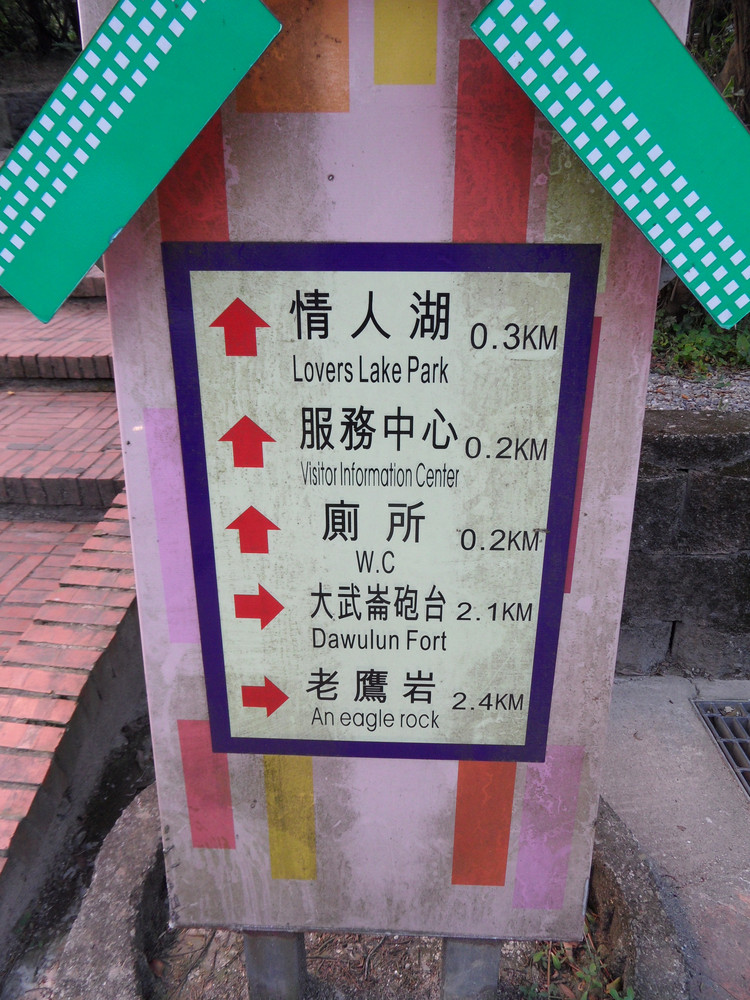 情人湖 0.3KM
Lovers Lake Park
服務中心 0.2KM
Visitor Information Center
廁所 0.2KM
W.C
大武崙砲台 2.1KM
Dawulun Fort
老鷹岩 2.4KM
An eagle rock